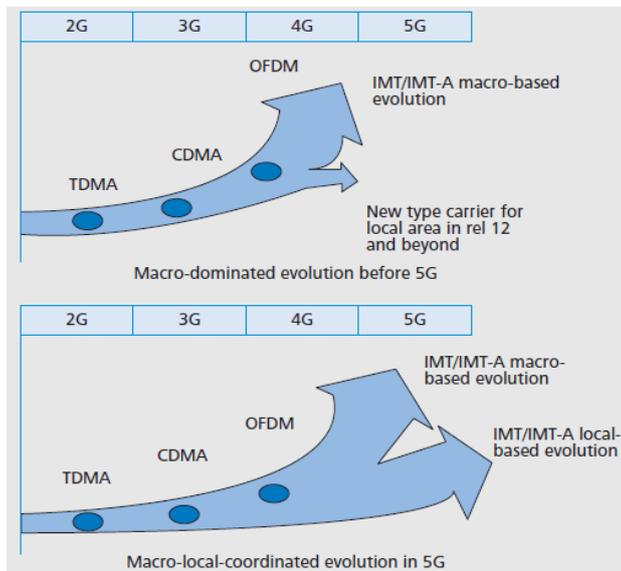 2G 3G 4G 5G
OFDM
IMT/IMT-A macro-based
evolution
CDMA
TDMA
New type carrier for
local area in rel 12
and beyond
Macro-dominated evolution before 5G
2G 3G 4G 5G
IMT/IMT-A macro-
based evolution
OFDM
IMT/IMT-A local-
based evolution
CDMA
TDMA
Macro-local-coordinated evolution in 5G